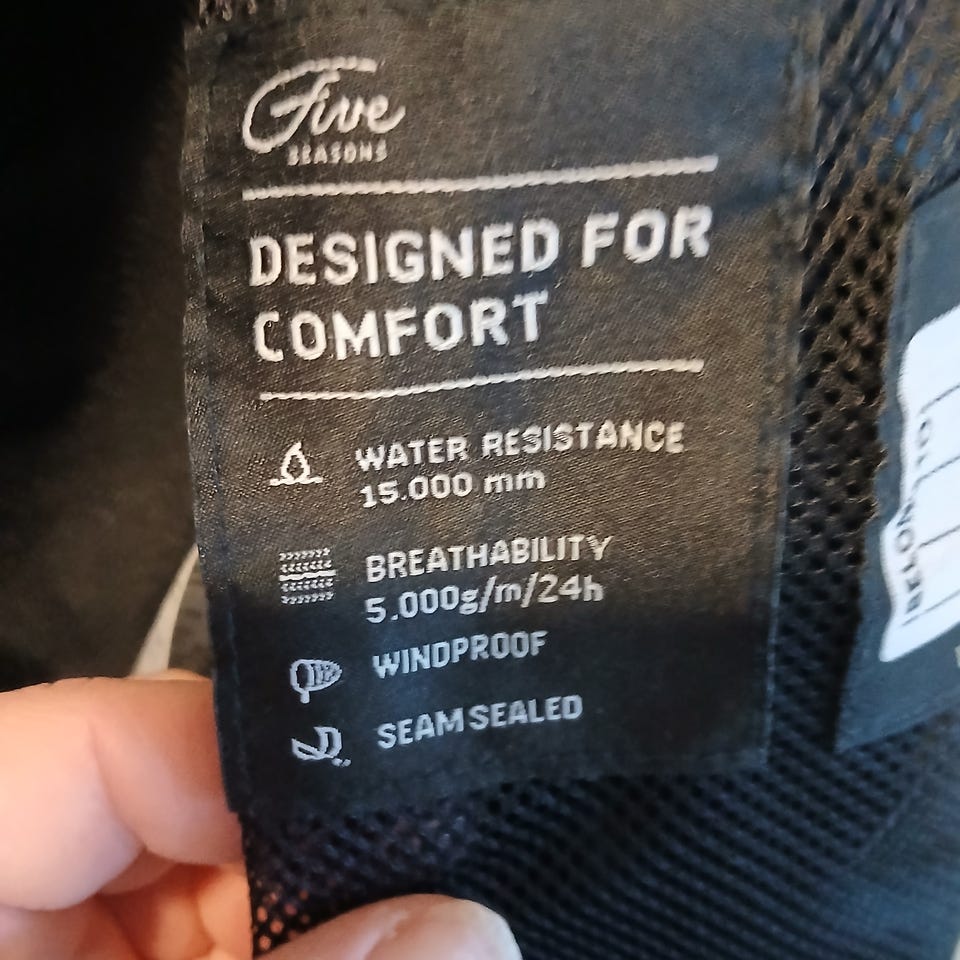 Five
SEASONS
DESIGNED FOR
COMFORT
WATER RESISTANCE
15.000 mm
BREATHABILITY
5.000g/m/24h
WINDPROOF
SEAM SEALED